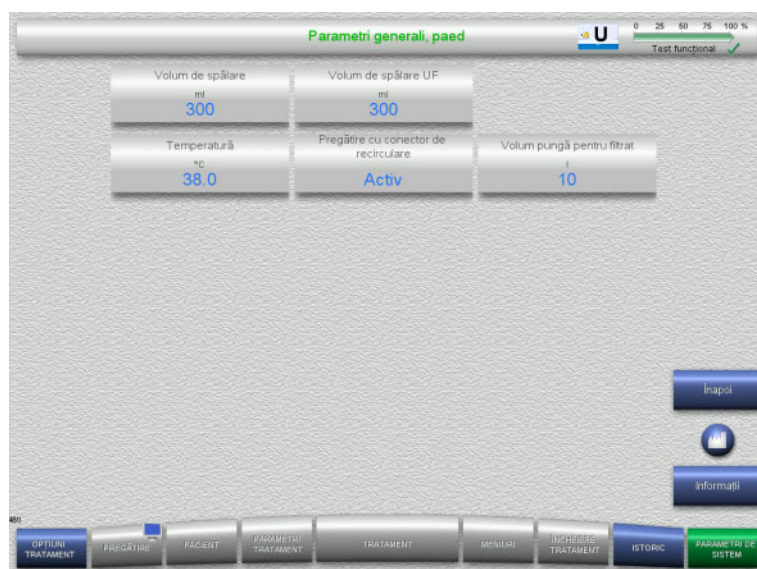 Parametri generali, paed
U
0 25 50 75 100 %
Test funcțional
Volum de spălare
ml
300
Volum de spălare UF
ml
300
Temperatură
°C
38.0
Pregătire cu conector de
recirculare
Activ
Volum pungă pentru filtrat
l
10
Înapoi
Informații
480
OPȚIUNI
TRATAMENT
PREGĂTIRE
PACIENT
PARAMETRI
TRATAMENT
TRATAMENT
MENIURI
ÎNCHEIERE
TRATAMENT
ISTORIC
PARAMETRI DE
SISTEM